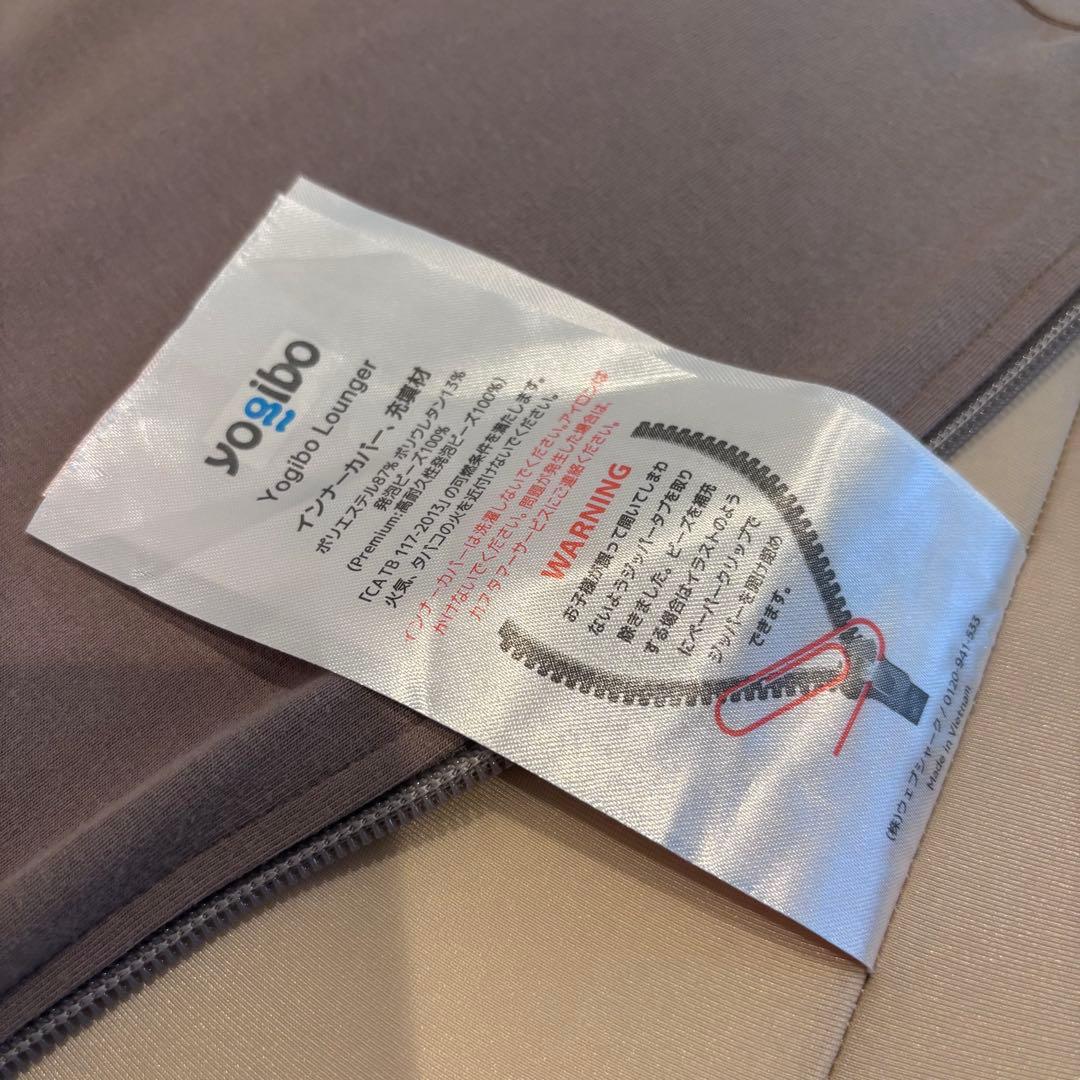 yogibo
Yogibo Lounger
インナーカバー、充填材
ポリエステル87% ポリウレタン13%
発泡ビーズ100%
(Premium:高耐久性発泡ビーズ100%)
「CA TB 117-2013」の可燃条件を満たします。
火気、タバコの火を近付けないでください。
インナーカバーは洗濯しないでください。アイロンは
かけないでください。問題が発生した場合は、
カスタマーサービスにご連絡ください。
WARNING
お子様が誤って開いてしまわ
ないようジッパータブを取り
除きました。ビーズを補充
する場合はイラストのよう
にペーパークリップで
ジッパーを開け閉め
できます。
(株)ウェブシャーク / 0120-941-533
Made in Vietnam